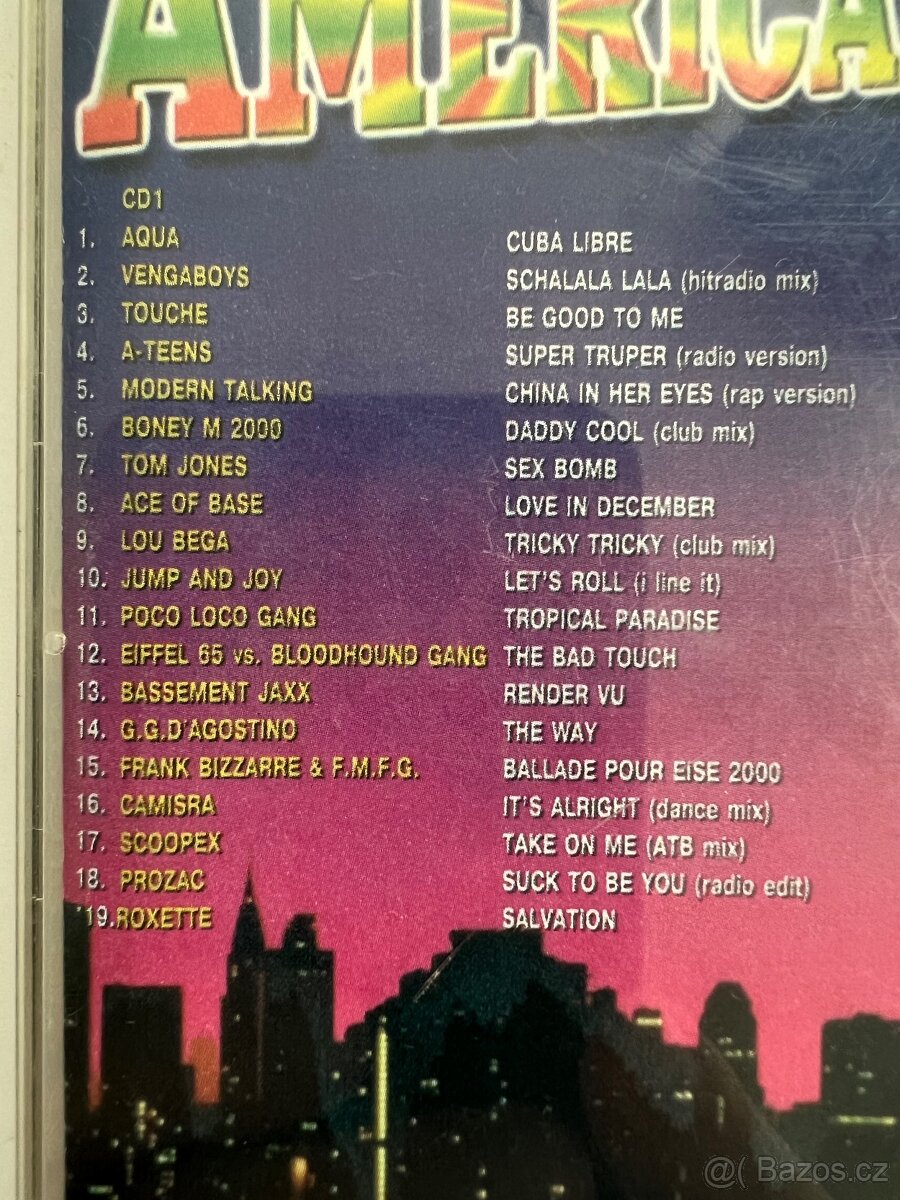 AMERICA
CD1
1. AQUA CUBA LIBRE
2. VENGABOYS SCHALALA LALA (hitradio mix)
3. TOUCHE BE GOOD TO ME
4. A-TEENS SUPER TRUPER (radio version)
5. MODERN TALKING CHINA IN HER EYES (rap version)
6. BONEY M 2000 DADDY COOL (club mix)
7. TOM JONES SEX BOMB
8. ACE OF BASE LOVE IN DECEMBER
9. LOU BEGA TRICKY TRICKY (club mix)
10. JUMP AND JOY LET'S ROLL (i line it)
11. POCO LOCO GANG TROPICAL PARADISE
12. EIFFEL 65 vs. BLOODHOUND GANG THE BAD TOUCH
13. BASSEMENT JAXX RENDER VU
14. G.G.D'AGOSTINO THE WAY
15. FRANK BIZZARRE & F.M.F.G. BALLADE POUR EISE 2000
16. CAMISRA IT'S ALRIGHT (dance mix)
17. SCOOPEX TAKE ON ME (ATB mix)
18. PROZAC SUCK TO BE YOU (radio edit)
'19.ROXETTE SALVATION
@( Bazos.cz